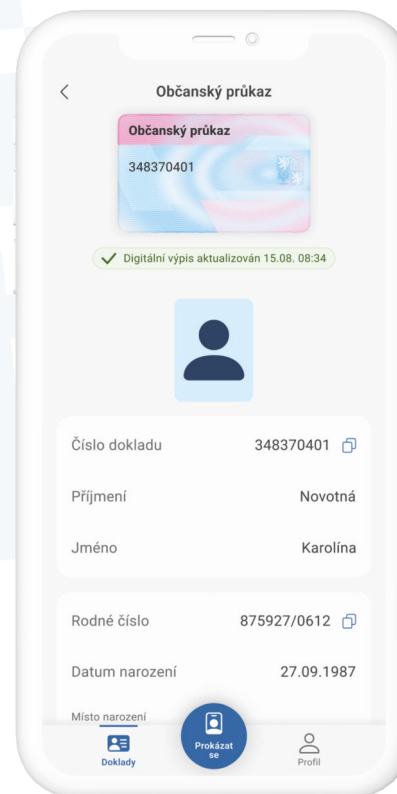 Občanský průkaz
Občanský průkaz
348370401
Digitální výpis aktualizován 15.08. 08:34
Číslo dokladu 348370401
Příjmení Novotná
Jméno Karolína
Rodné číslo 875927/0612
Datum narození 27.09.1987
Místo narození
Doklady
Prokázat
se
Profil